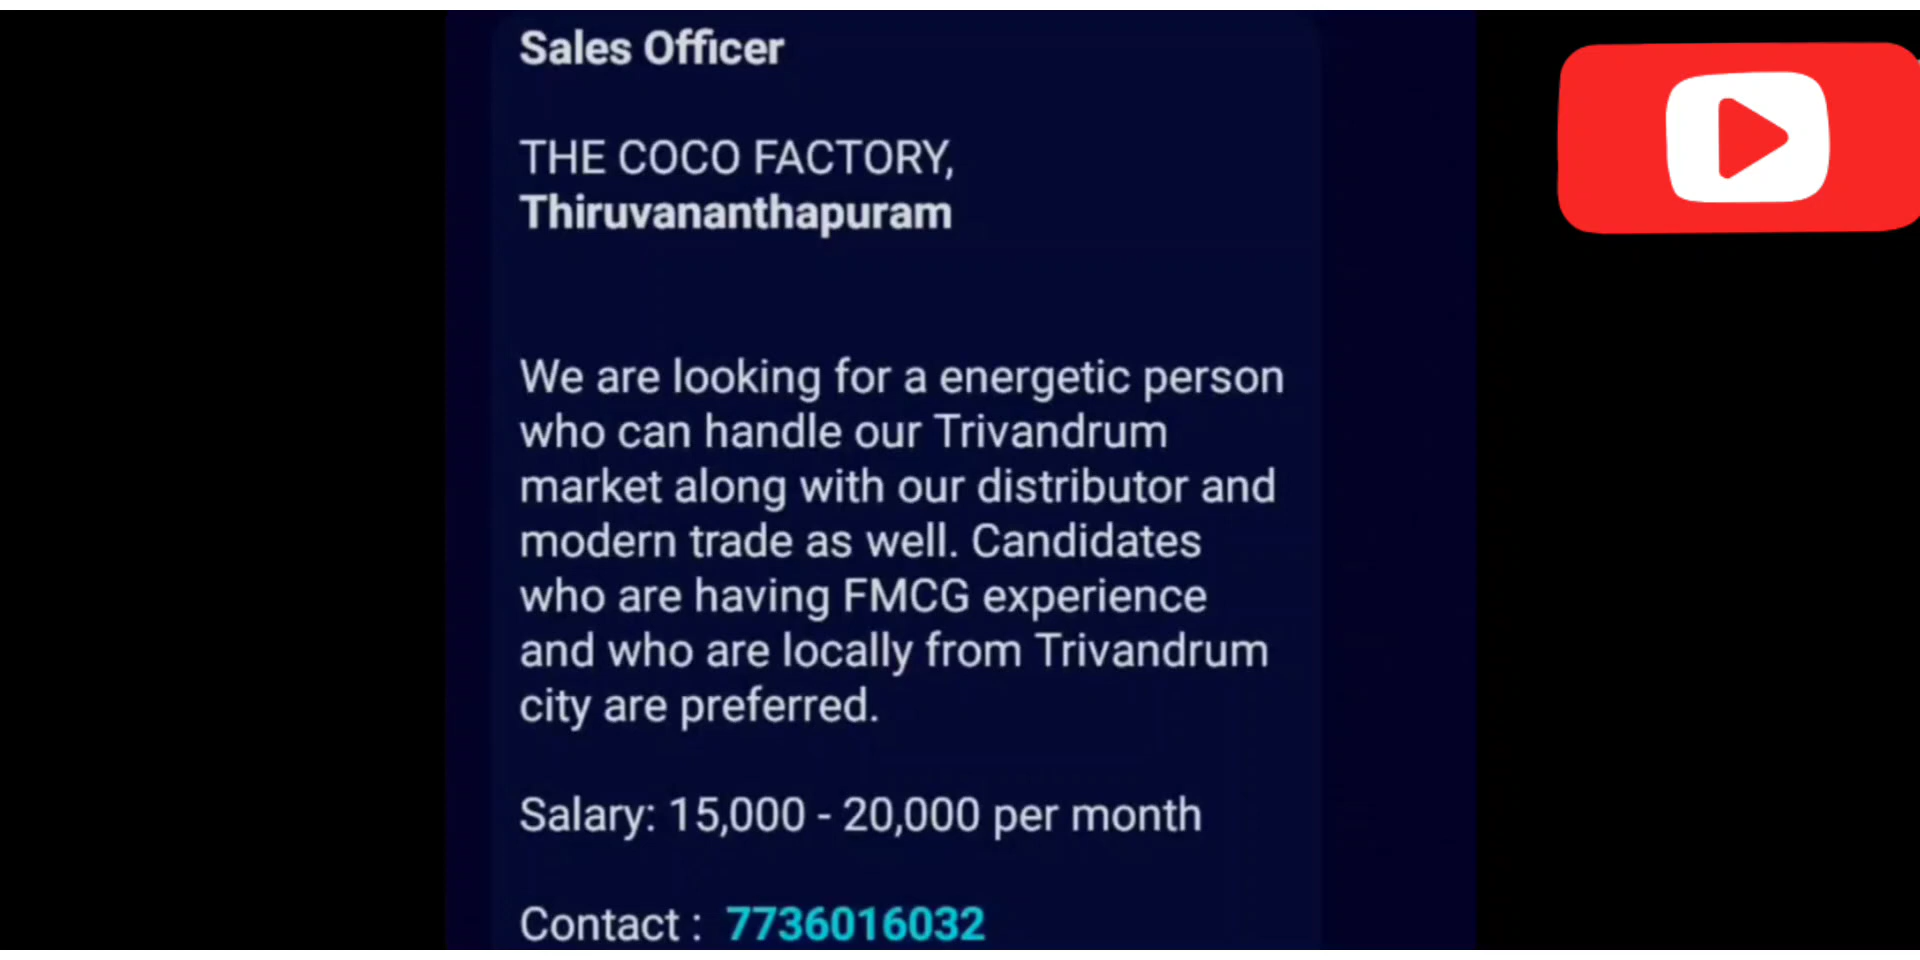 Sales Officer
THE COCO FACTORY,
Thiruvananthapuram
We are looking for a energetic person
who can handle our Trivandrum
market along with our distributor and
modern trade as well. Candidates
who are having FMCG experience
and who are locally from Trivandrum
city are preferred.
Salary: 15,000 - 20,000 per month
Contact : 7736016032